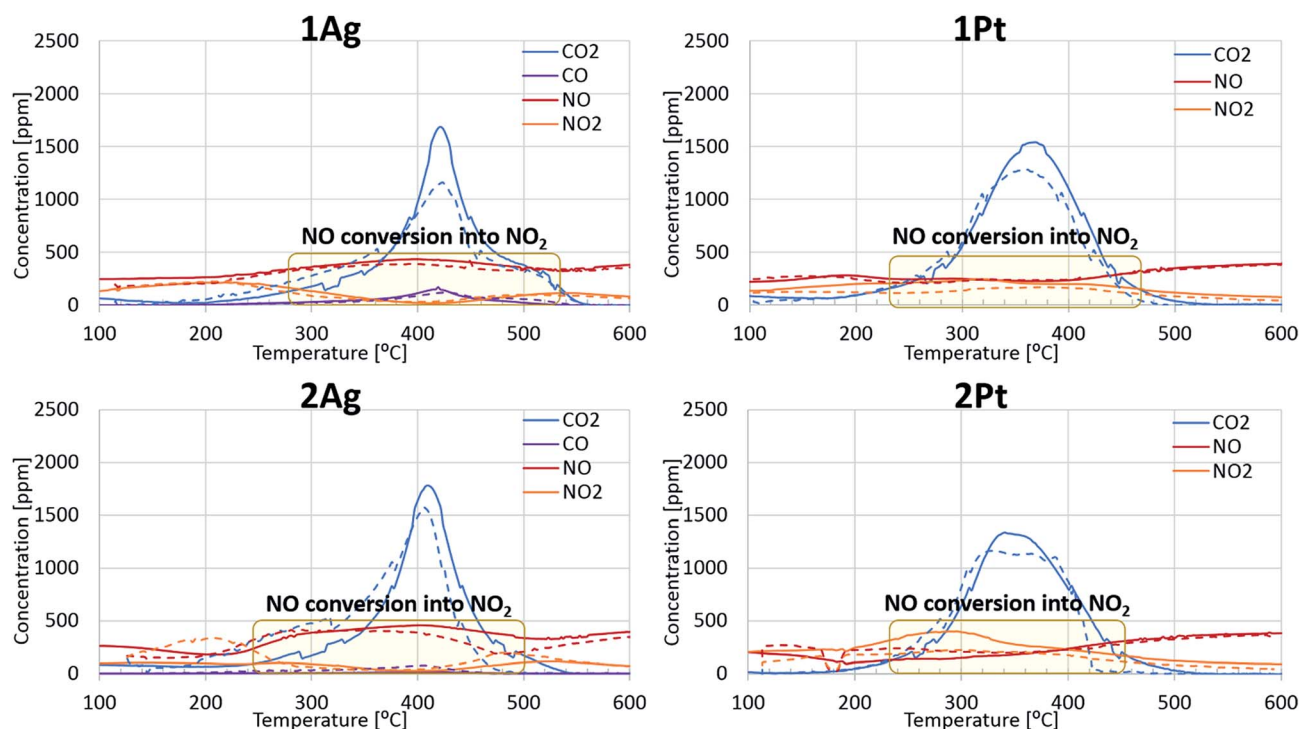 1Ag
2500
2000
1500
1000
500
0
Concentration [ppm]
CO2
CO
NO
NO2
NO conversion into NO₂
100 200 300 400 500 600
Temperature [⁰C]
1Pt
2500
2000
1500
1000
500
0
Concentration [ppm]
CO2
NO
NO2
NO conversion into NO₂
100 200 300 400 500 600
Temperature [⁰C]
2Ag
2500
2000
1500
1000
500
0
Concentration [ppm]
CO2
CO
NO
NO2
NO conversion into NO₂
100 200 300 400 500 600
Temperature [⁰C]
2Pt
2500
2000
1500
1000
500
0
Concentration [ppm]
CO2
NO
NO2
NO conversion into NO₂
100 200 300 400 500 600
Temperature [⁰C]